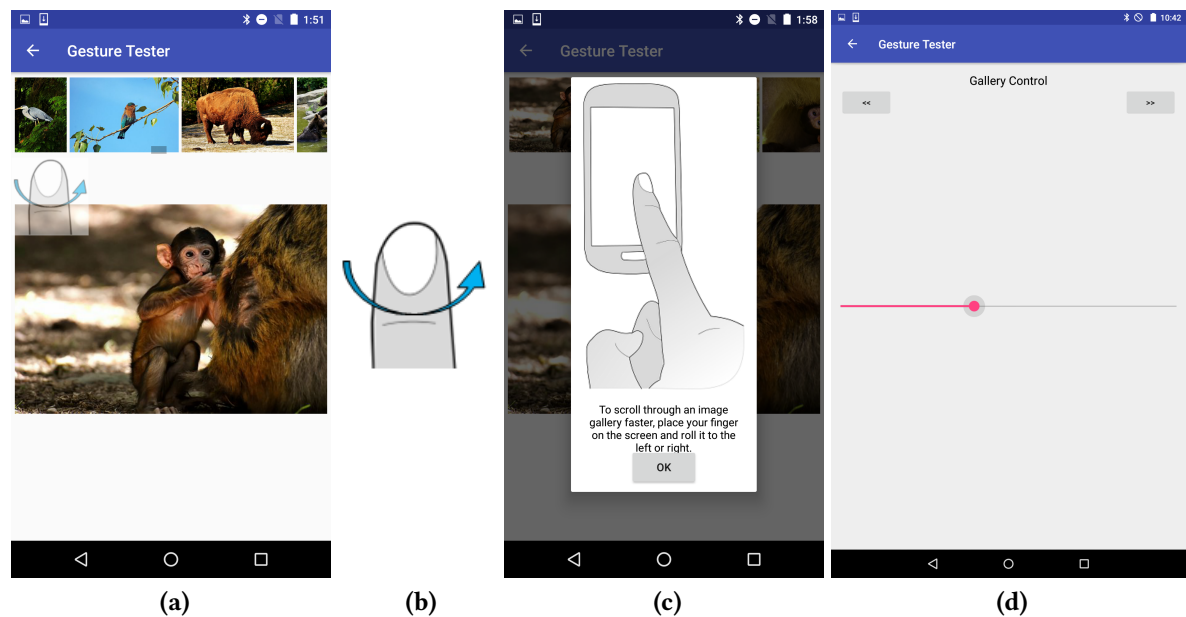 1:51
Gesture Tester
(a)
(b)
1:58
Gesture Tester
To scroll through an image
gallery faster, place your finger
on the screen and roll it to the
left or right.
OK
(c)
10:42
Gesture Tester
Gallery Control
<< >>
(d)